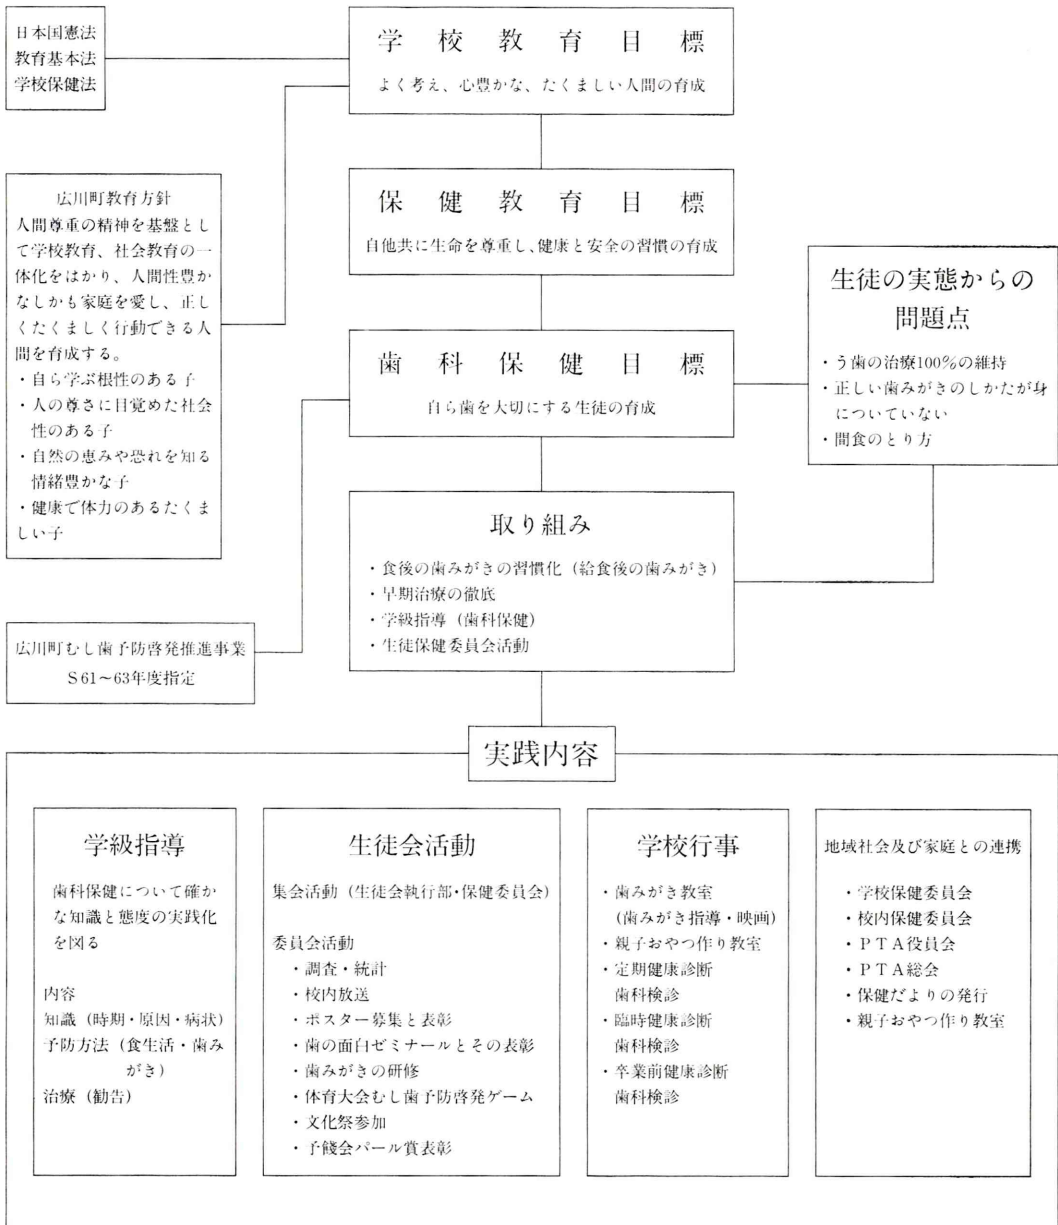 日本国憲法
教育基本法
学校保健法
学校教育目標
よく考え、心豊かな、たくましい人間の育成
広川町教育方針
人間尊重の精神を基盤とし
て学校教育、社会教育の一
体化をはかり、人間性豊か
なしかも家庭を愛し、正し
くたくましく行動できる人
間を育成する。
・自ら学ぶ根性のある子
・人の尊さに目覚めた社会
性のある子
・自然の恵みや恐れを知る
情緒豊かな子
・健康で体力のあるたくま
しい子
保健教育目標
自他共に生命を尊重し、健康と安全の習慣の育成
生徒の実態からの
問題点
・う歯の治療100%の維持
・正しい歯みがきのしかたが身
についていない
・間食のとり方
歯科保健目標
自ら歯を大切にする生徒の育成
広川町むし歯予防啓発推進事業
S61~63年度指定
取り組み
・食後の歯みがきの習慣化(給食後の歯みがき)
・早期治療の徹底
・学級指導(歯科保健)
・生徒保健委員会活動
実践内容
学級指導
歯科保健について確か
な知識と態度の実践化
を図る
内容
知識(時期・原因・病状)
予防方法(食生活・歯み
がき)
治療(勧告)
生徒会活動
集会活動(生徒会執行部・保健委員会)
委員会活動
・調査・統計
・校内放送
・ポスター募集と表彰
・歯の面白ゼミナールとその表彰
・歯みがきの研修
・体育大会むし歯予防啓発ゲーム
・文化祭参加
・予餞会パール賞表彰
学校行事
・歯みがき教室
(歯みがき指導・映画)
・親子おやつ作り教室
・定期健康診断
歯科検診
・臨時健康診断
歯科検診
・卒業前健康診断
歯科検診
地域社会及び家庭との連携
・学校保健委員会
・校内保健委員会
・PTA役員会
・PTA総会
・保健だよりの発行
・親子おやつ作り教室